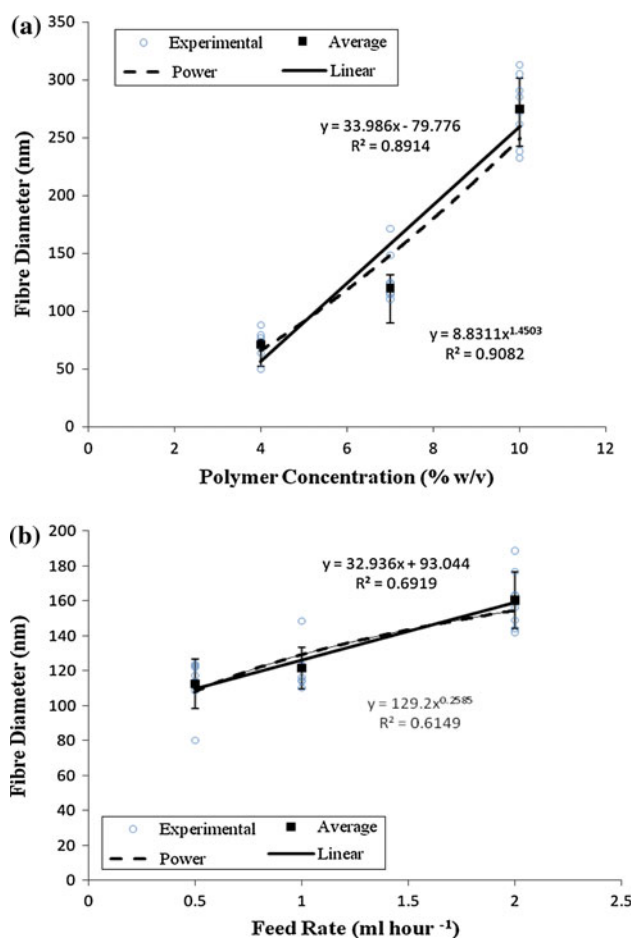 (a)
Experimental Average
Power Linear
350
300
250
200
150
100
50
0
Fibre Diameter (nm)
y = 33.986x - 79.776
R² = 0.8914
y = 8.8311x^1.4503
R² = 0.9082
0 2 4 6 8 10 12
Polymer Concentration (% w/v)
(b)
200
180
160
140
120
100
80
60
40
20
0
Fibre Diameter (nm)
y = 32.936x + 93.044
R² = 0.6919
y = 129.2x^0.2585
R² = 0.6149
Experimental Average
Power Linear
0 0.5 1 1.5 2 2.5
Feed Rate (ml hour ⁻¹)